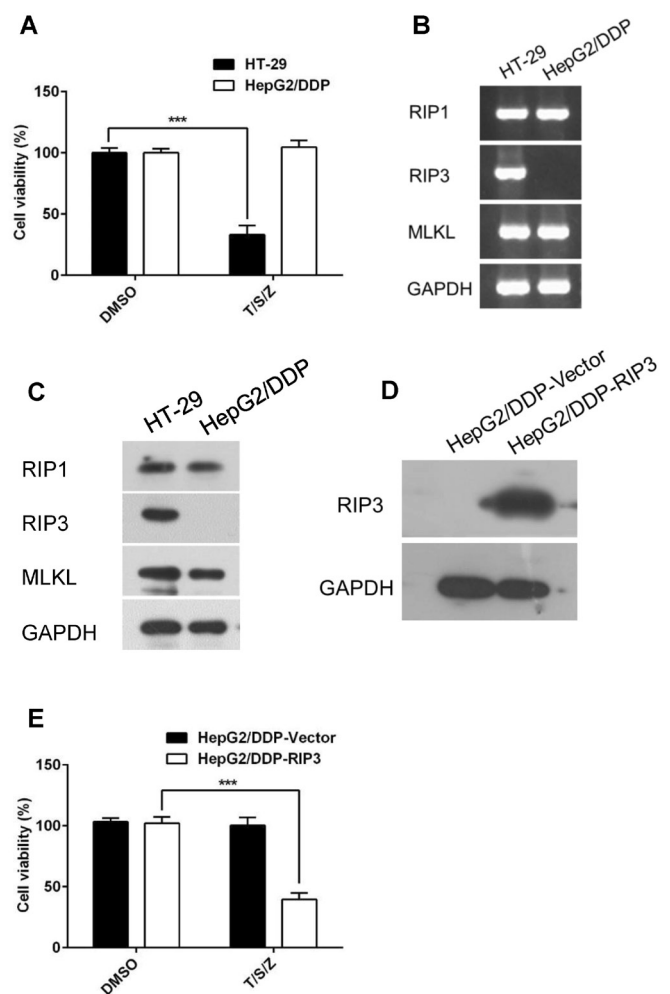 A
HT-29
HepG2/DDP
Cell viability (%)
150
100
50
0
***
DMSO
T/S/Z
B
HT-29
HepG2/DDP
RIP1
RIP3
MLKL
GAPDH
C
HT-29
HepG2/DDP
RIP1
RIP3
MLKL
GAPDH
D
HepG2/DDP-Vector
HepG2/DDP-RIP3
RIP3
GAPDH
E
HepG2/DDP-Vector
HepG2/DDP-RIP3
Cell viability (%)
150
100
50
0
***
DMSO
T/S/Z